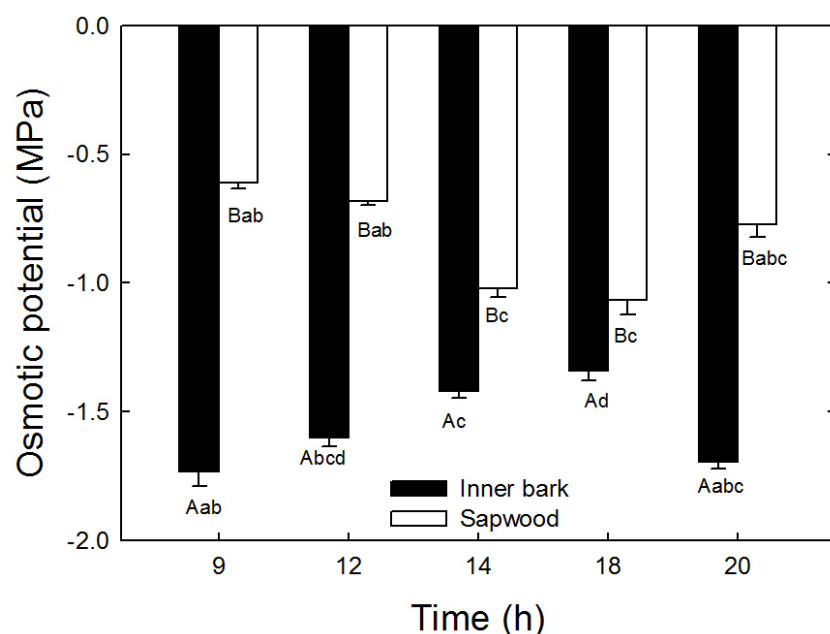 Osmotic potential (MPa)
0.0
-0.5
-1.0
-1.5
-2.0
Bab
Bab
Babc
Bc
Bc
Ac
Ad
Abcd
Aab
Aabc
Inner bark
Sapwood
9 12 14 18 20
Time (h)